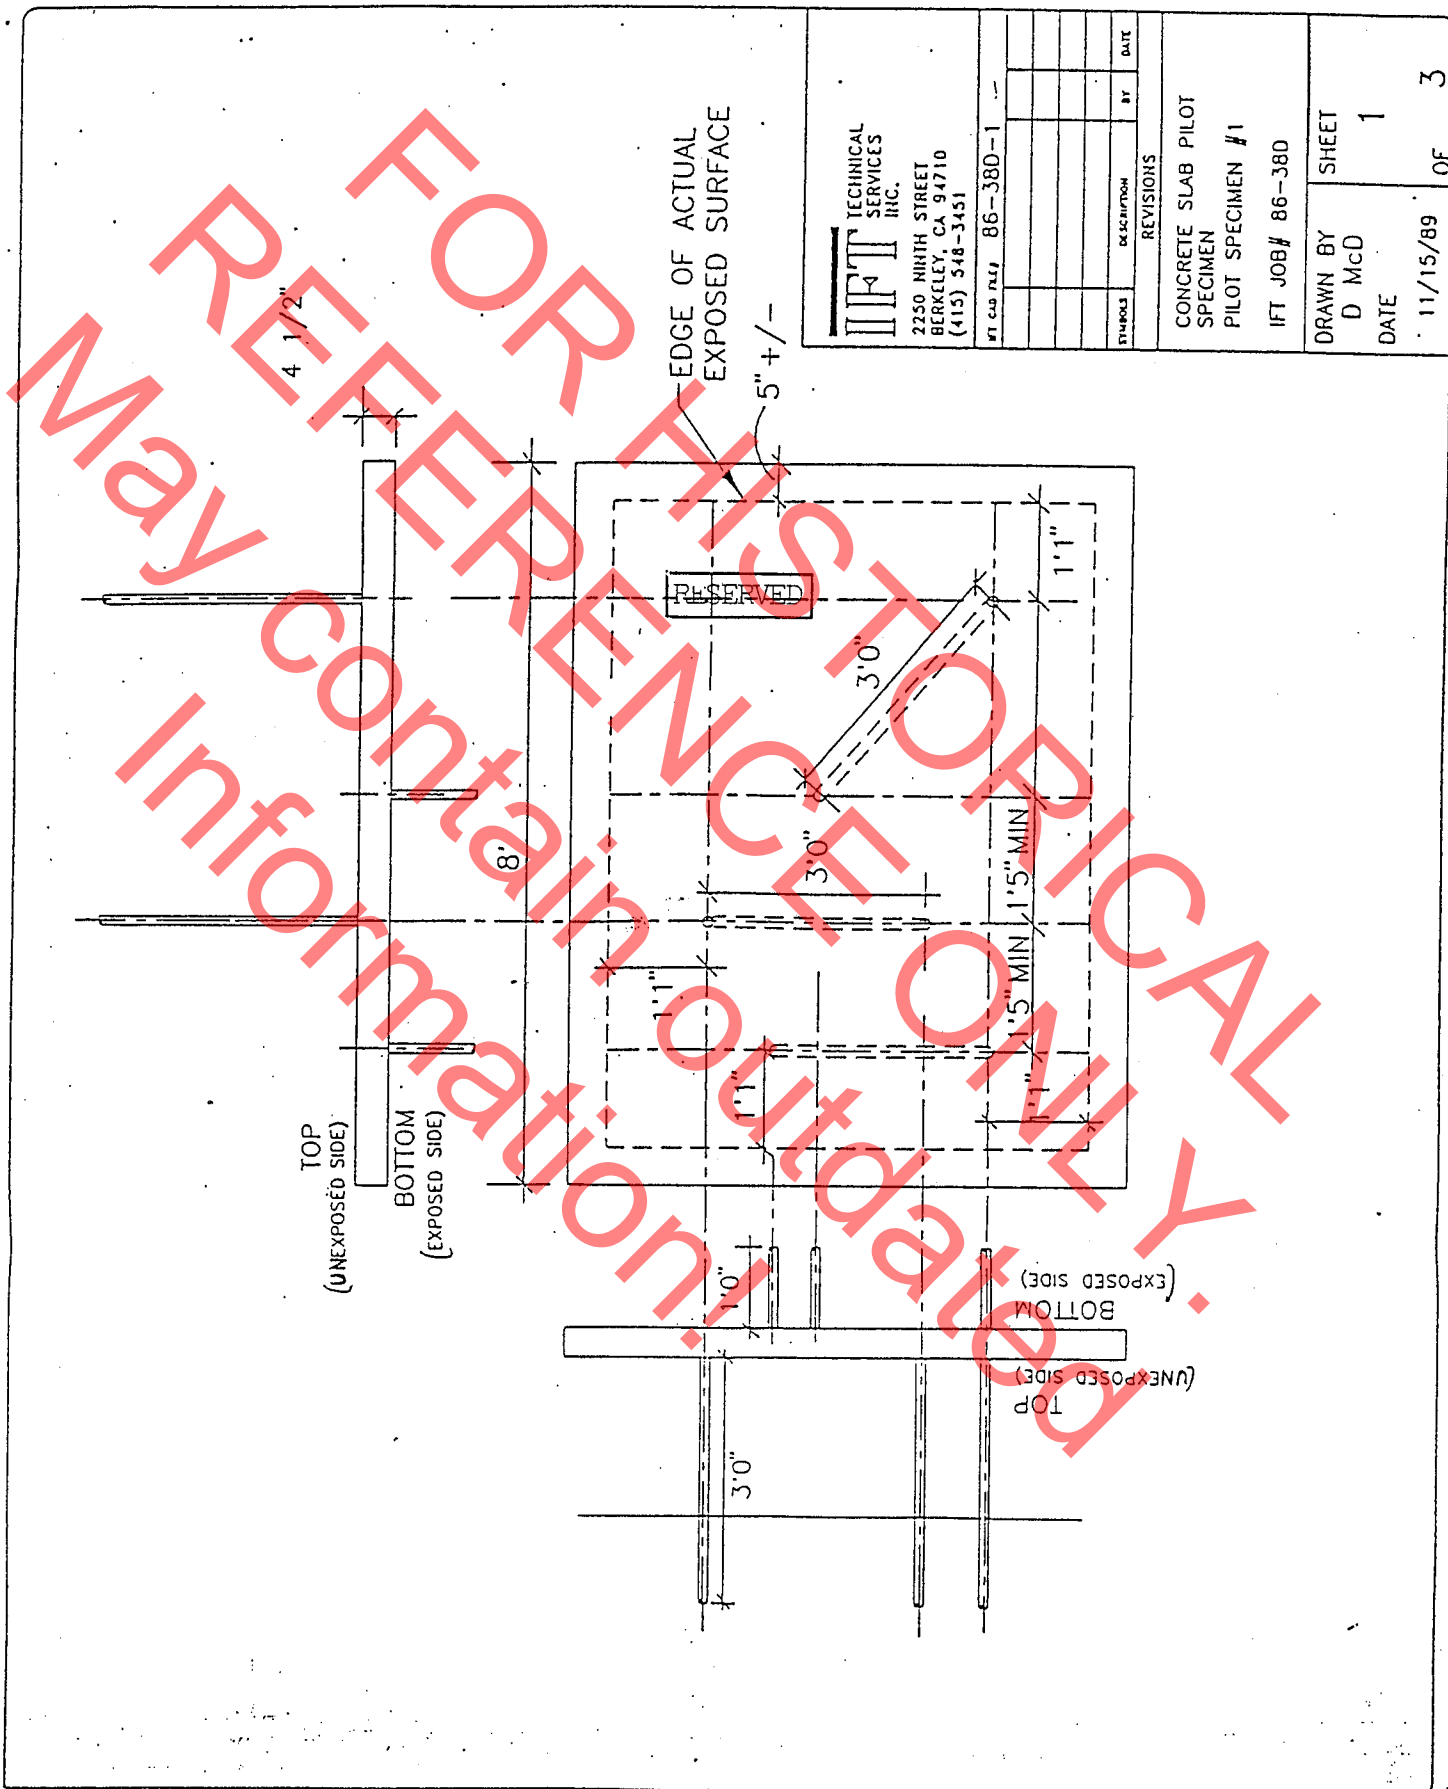 FOR HISTORICAL
REFERENCE ONLY.
May contain outdated
Information!
4 1/2"
TOP
(UNEXPOSED SIDE)
BOTTOM
(EXPOSED SIDE)
8'
EDGE OF ACTUAL
EXPOSED SURFACE
5" +/-
RESERVED
3'0"
3'0"
1'1"
1'1"
1'1"
1'5" MIN
1'5" MIN
1'1"
1'0"
3'0"
BOTTOM
(EXPOSED SIDE)
TOP
(UNEXPOSED SIDE)
IFT TECHNICAL
SERVICES
INC.
2250 NINTH STREET
BERKELEY, CA 94710
(415) 548-3451
IFT CAD FILE# 86-38D-1
SYMBOLS DESCRIPTION BY DATE
REVISIONS
CONCRETE SLAB PILOT
SPECIMEN
PILOT SPECIMEN #1
IFT JOB# 86-38D
DRAWN BY
D McD
DATE
11/15/89
SHEET
1
OF 3